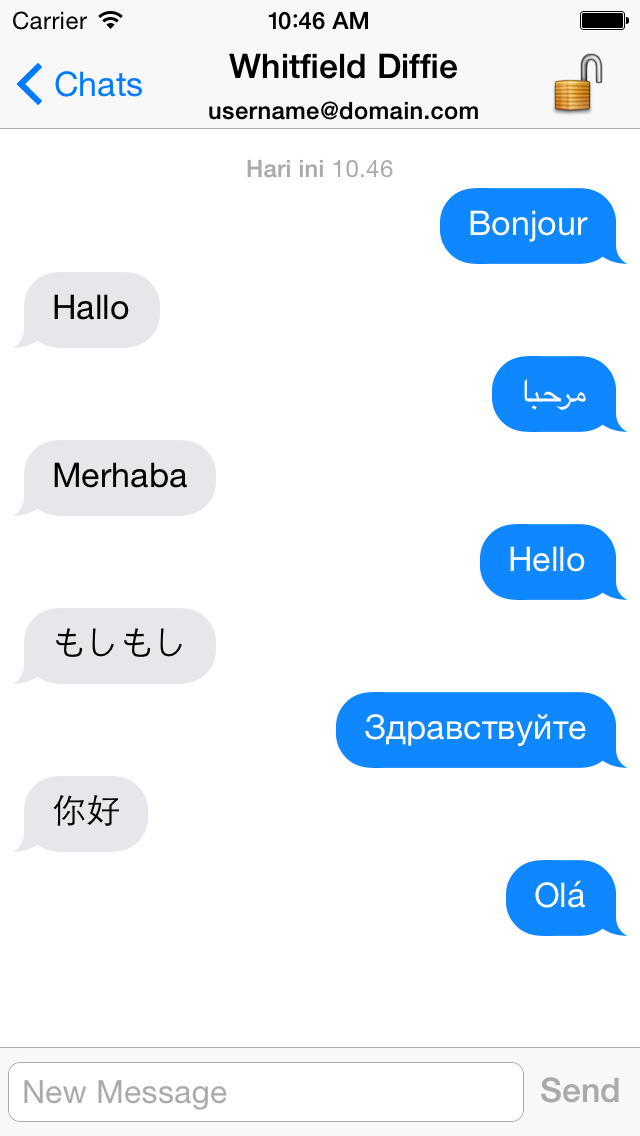 Carrier 10:46 AM
Whitfield Diffie
Chats
username@domain.com
Hari ini 10.46
Bonjour
Hallo
مرحبا
Merhaba
Hello
もしもし
Здравствуйте
你好
Olá
New Message Send